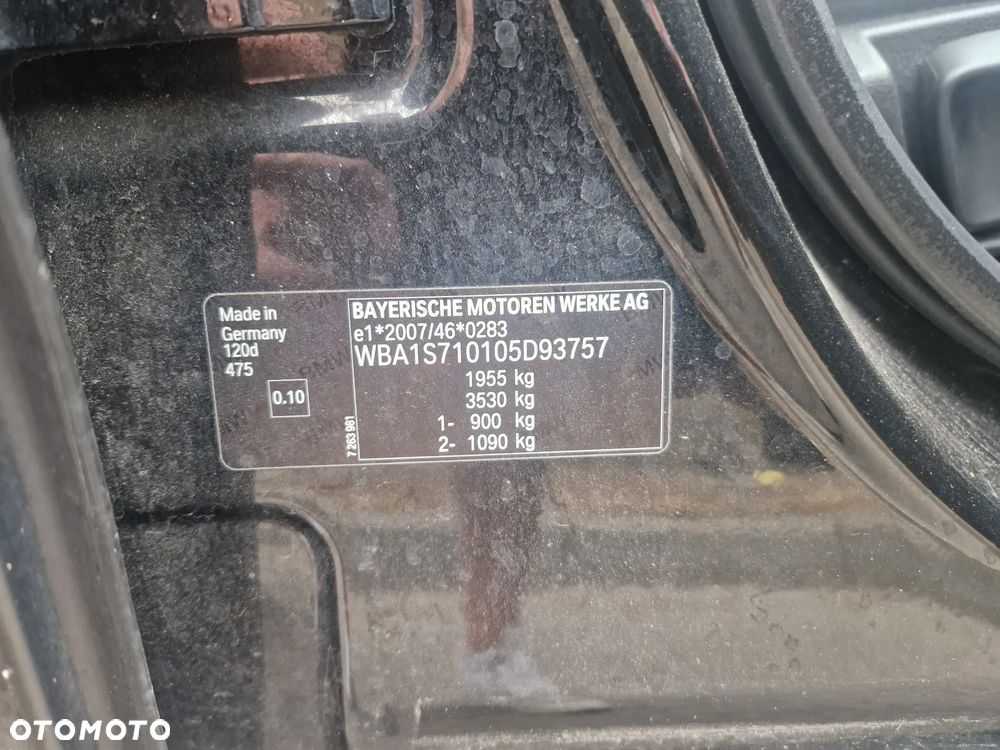 Made in
Germany
120d
475
0.10
7 263 981
BAYERISCHE MOTOREN WERKE AG
e1*2007/46*0283
WBA1S710105D93757
1955 kg
3530 kg
1- 900 kg
2- 1090 kg
OTOMOTO